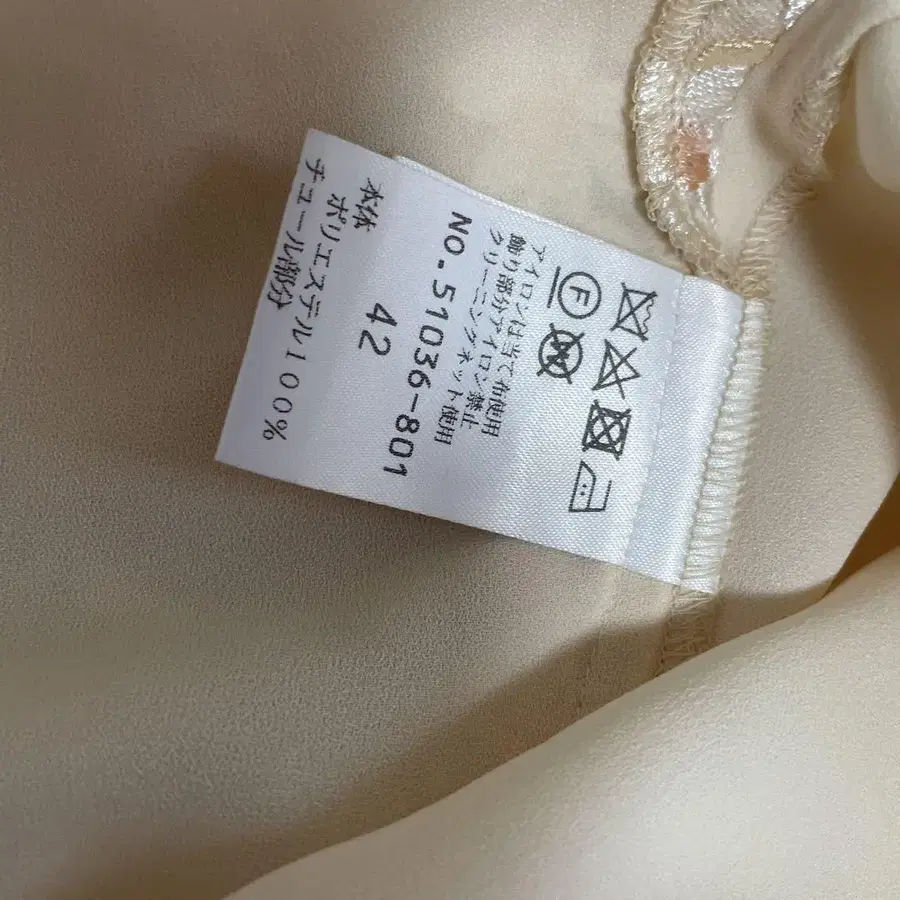 アイロンは当て布使用
飾り部分アイロン禁止
クリーニングネット使用
NO.51036-801
42
本体
ポリエステル100%
チュール部分